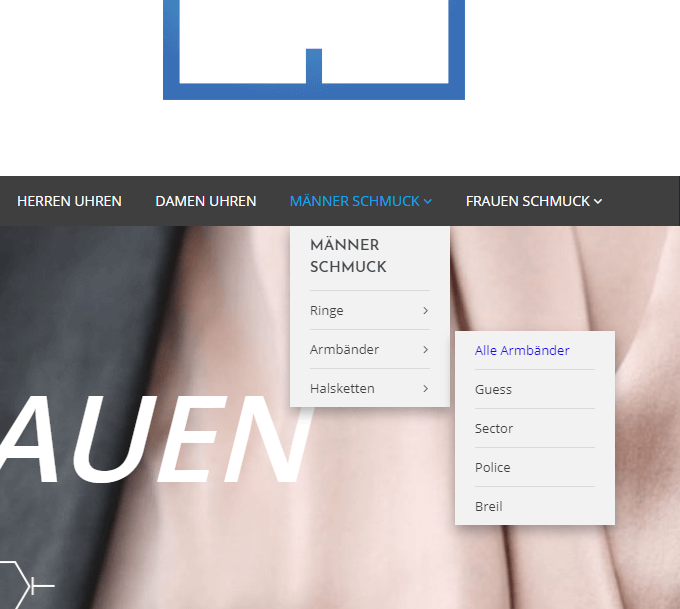 HERREN UHREN
DAMEN UHREN
MÄNNER SCHMUCK
FRAUEN SCHMUCK
MÄNNER
SCHMUCK
Ringe
Armbänder
Halsketten
Alle Armbänder
Guess
Sector
Police
Breil
AUEN